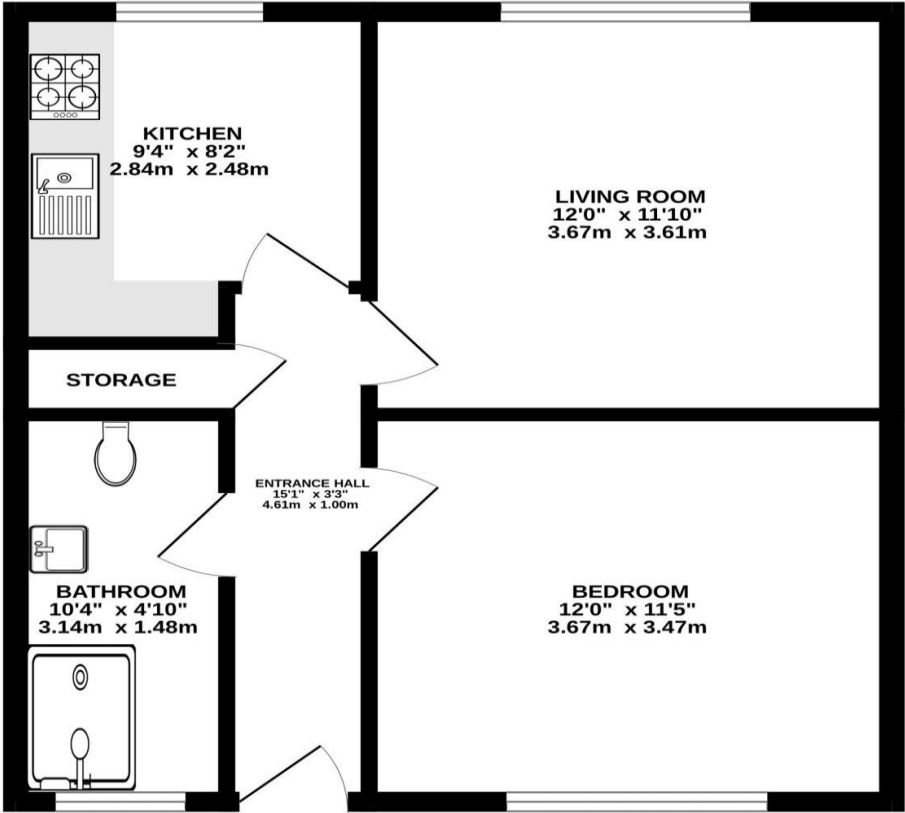 KITCHEN
9'4" x 8'2"
2.84m x 2.48m
LIVING ROOM
12'0" x 11'10"
3.67m x 3.61m
STORAGE
ENTRANCE HALL
15'1" x 3'3"
4.61m x 1.00m
BATHROOM
10'4" x 4'10"
3.14m x 1.48m
BEDROOM
12'0" x 11'5"
3.67m x 3.47m